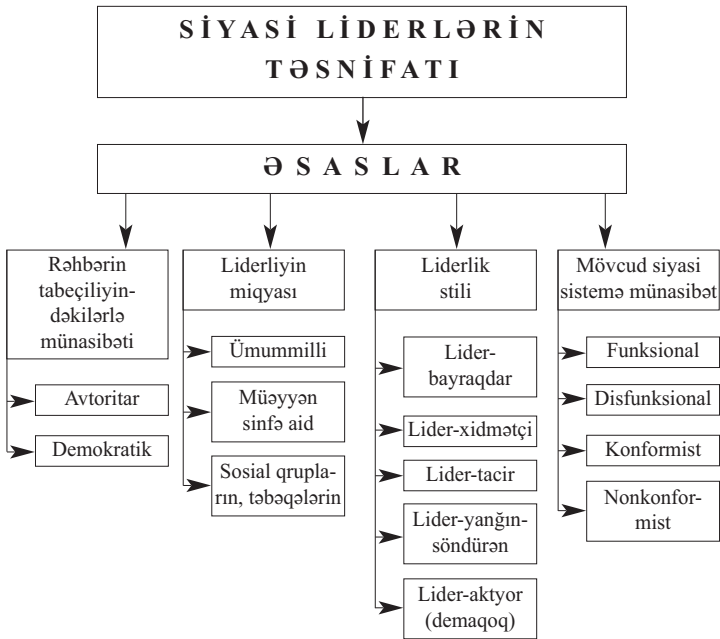 SİYASİ LİDERLƏRİN
TƏSNİFATI
ƏSASLAR
Rəhbərin
tabeçiliyin-
dəkilərlə
münasibəti
Avtoritar
Demokratik
Liderliyin
miqyası
Ümummilli
Müəyyən
sinfə aid
Sosial qrupla-
rın, təbəqələrin
Liderlik
stili
Lider-
bayraqdar
Lider-xidmətçi
Lider-tacir
Lider-yanğın-
söndürən
Lider-aktyor
(demaqoq)
Mövcud siyasi
sistemə münasibət
Funksional
Disfunksional
Konformist
Nonkonfor-
mist